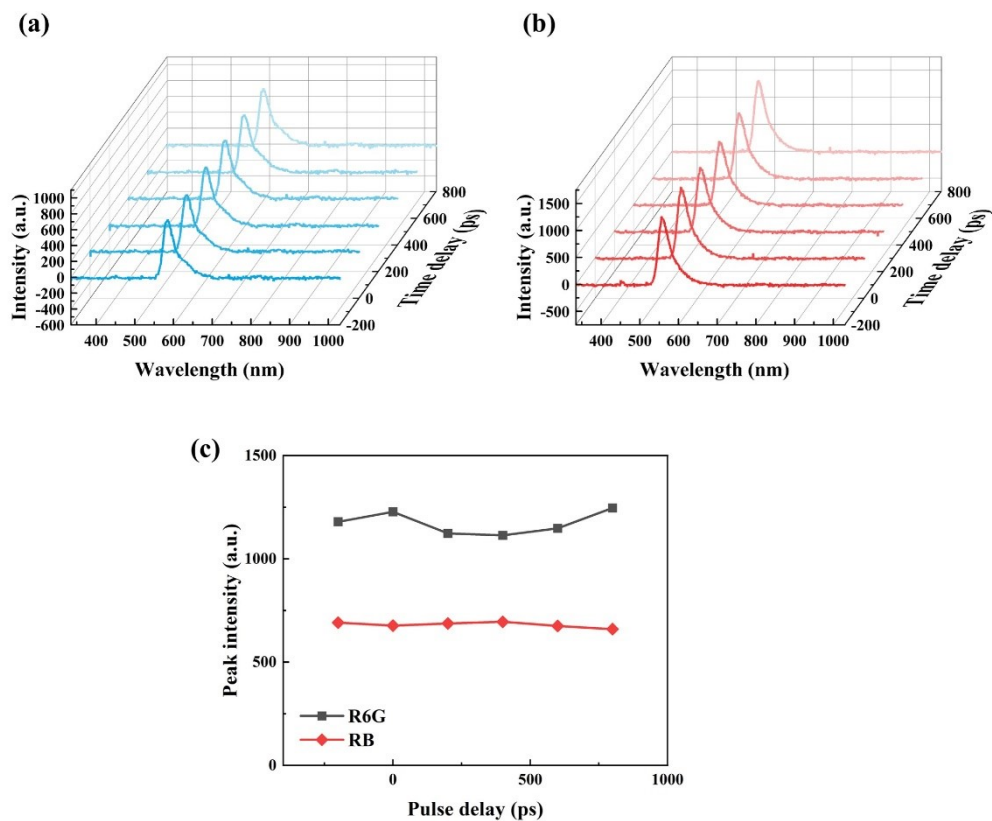 (a)
1000
800
600
400
200
0
-200
-400
-600
Intensity (a.u.)
400 500 600 700 800 900 1000
Wavelength (nm)
-200
0
200
400
600
800
Time delay (ps)
(b)
1500
1000
500
0
-500
Intensity (a.u.)
400 500 600 700 800 900 1000
Wavelength (nm)
-200
0
200
400
600
800
Time delay (ps)
(c)
1500
1000
500
0
Peak intensity (a.u.)
R6G
RB
0 500 1000
Pulse delay (ps)